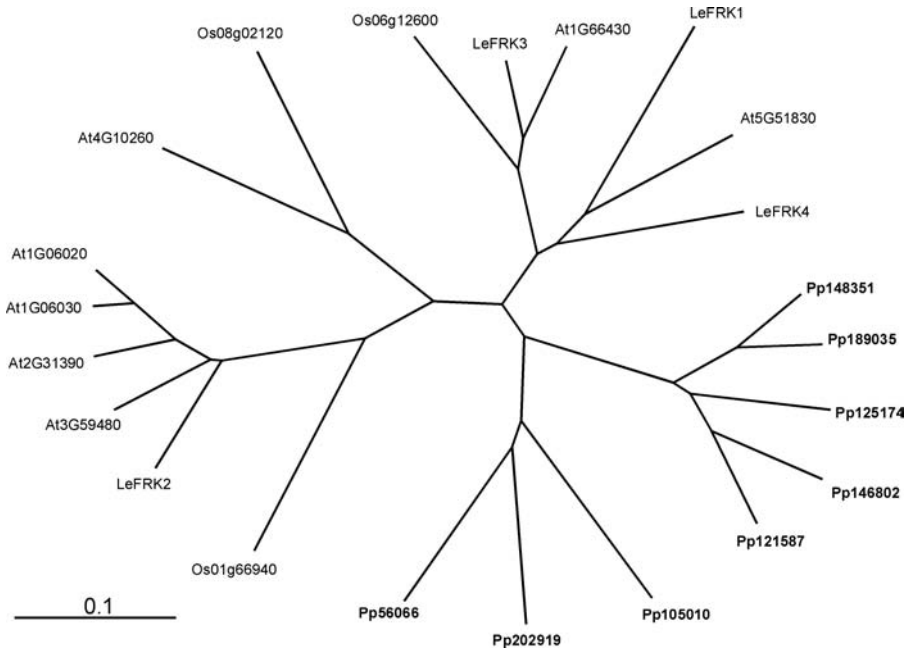 LeFRK1
Os06g12600
Os08g02120
At1G66430
LeFRK3
At5G51830
At4G10260
LeFRK4
At1G06020
Pp148351
At1G06030
Pp189035
At2G31390
Pp125174
At3G59480
LeFRK2
Pp146802
Pp121587
Os01g66940
0.1
Pp56066
Pp105010
Pp202919